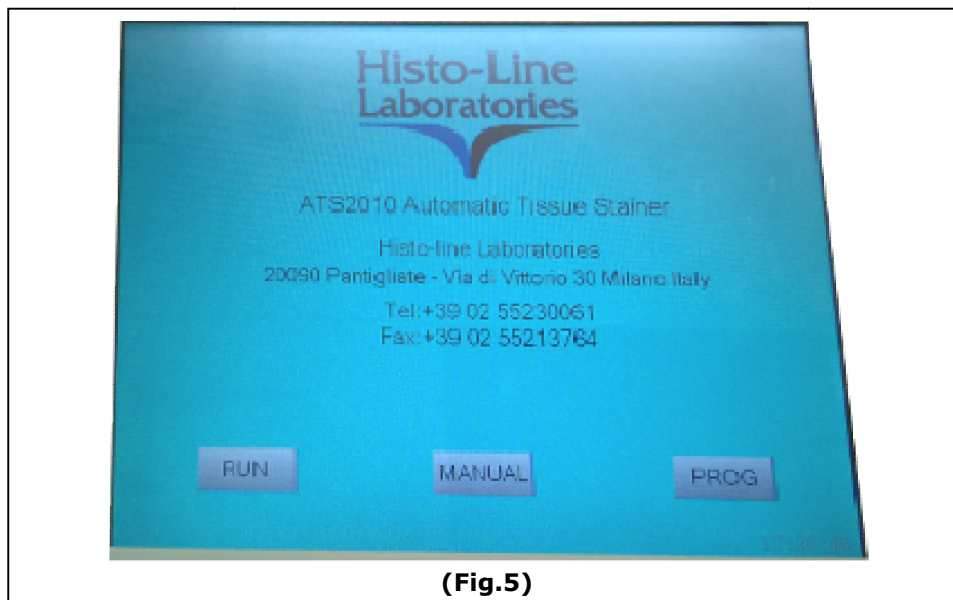 Histo-Line
Laboratories
ATS2010 Automatic Tissue Stainer
Histo-line Laboratories
20090 Pantigliate - Via di Vittorio 30 Milano Italy
Tel:+39 02 55230061
Fax:+39 02 55213764
RUN MANUAL PROG
(Fig.5)